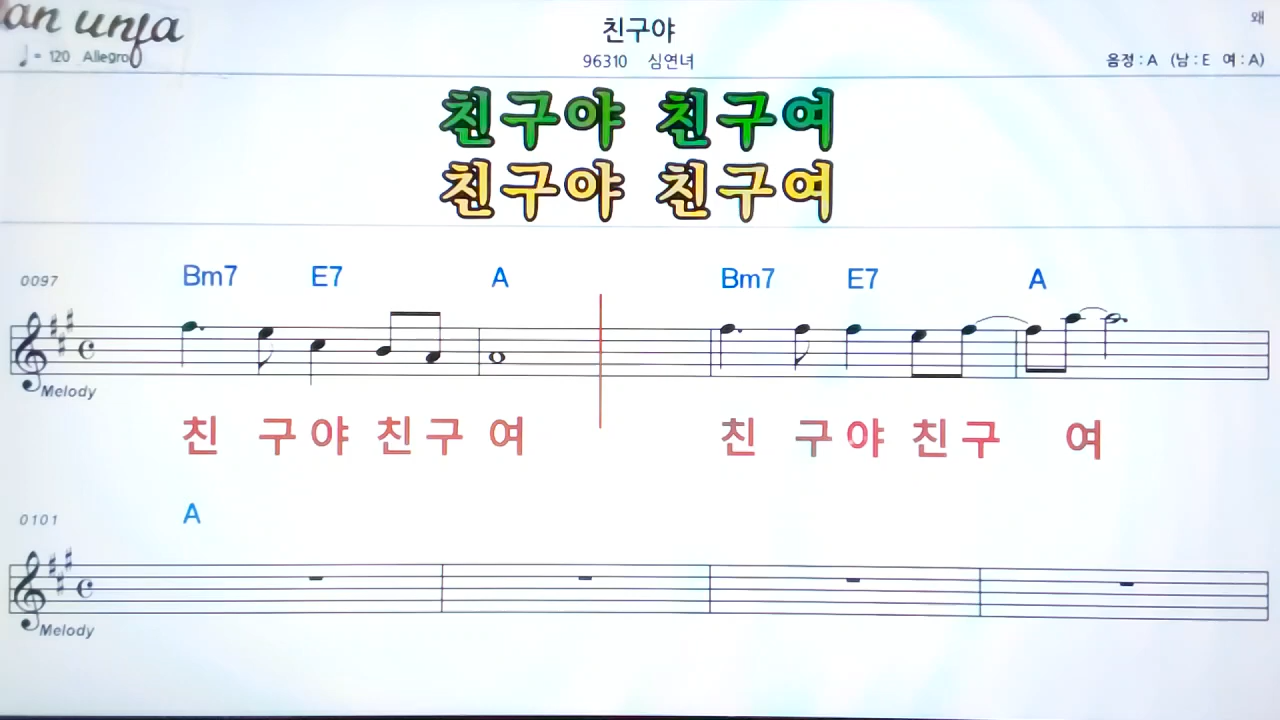 친구야
왜
♩= 120 Allegro
96310 심연녀
음정 : A (남 : E 여 : A)
친구야 친구여
친구야 친구여
0097 Bm7 E7 A Bm7 E7 A
Melody
친 구 야 친 구 여 친 구 야 친 구 여
0101 A
Melody